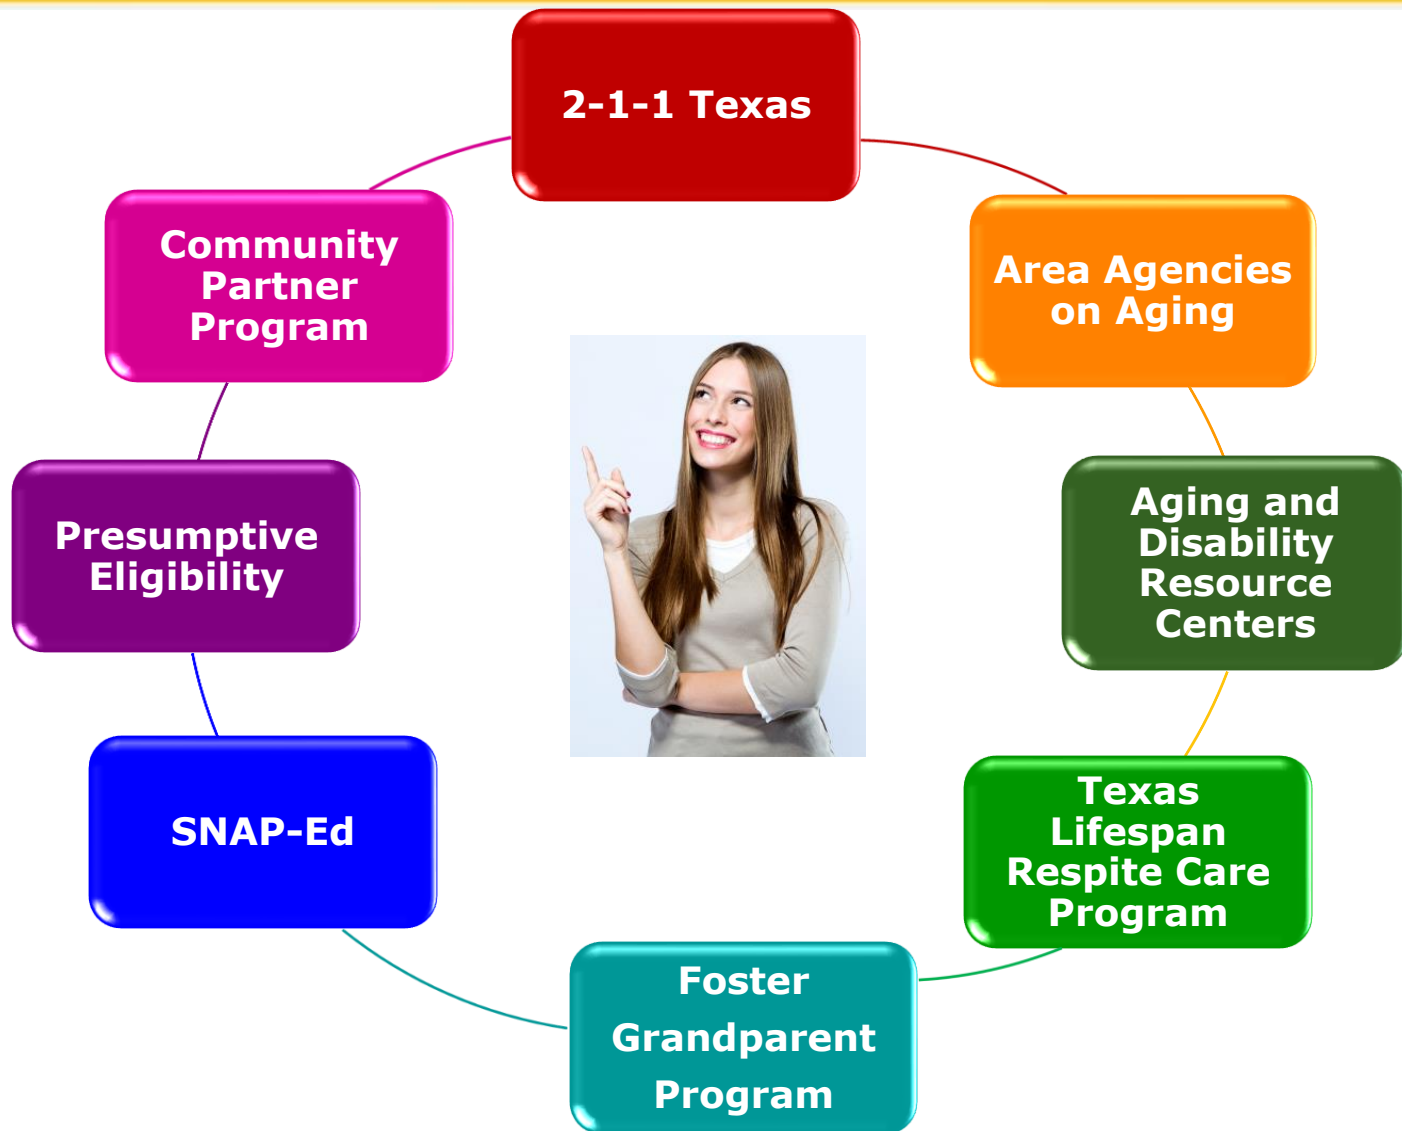 2-1-1 Texas
Area Agencies
on Aging
Aging and
Disability
Resource
Centers
Texas
Lifespan
Respite Care
Program
Foster
Grandparent
Program
SNAP-Ed
Presumptive
Eligibility
Community
Partner
Program